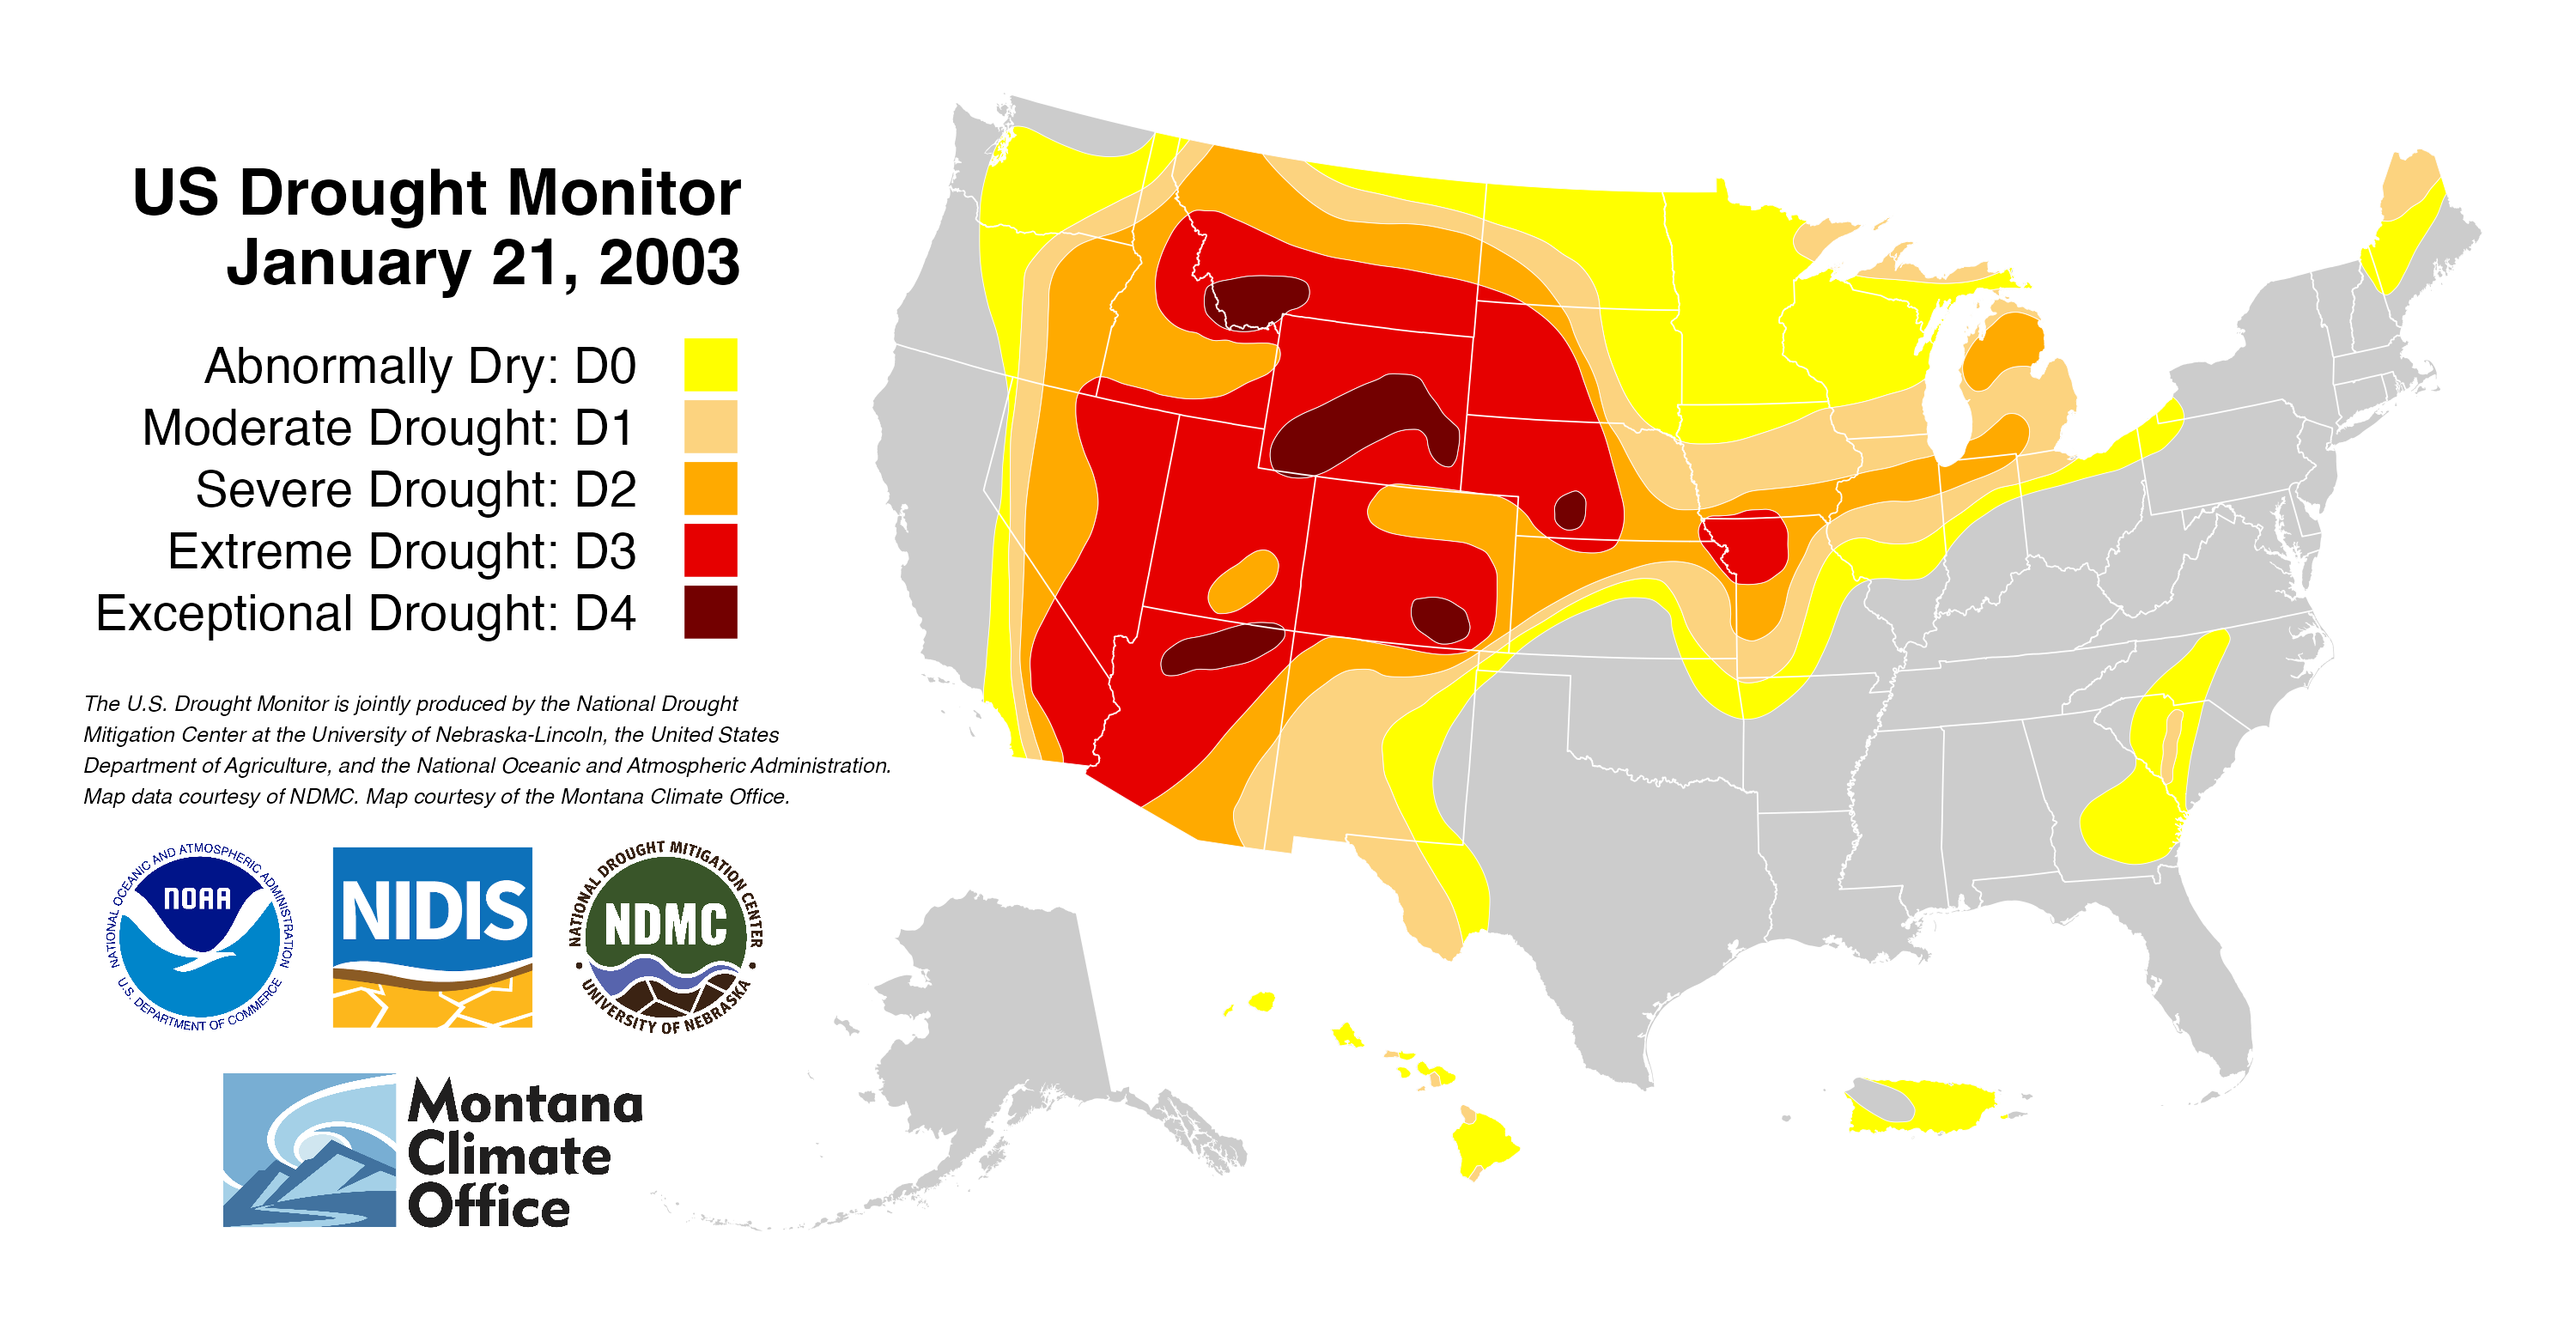 US Drought Monitor
January 21, 2003
Abnormally Dry: D0
Moderate Drought: D1
Severe Drought: D2
Extreme Drought: D3
Exceptional Drought: D4
The U.S. Drought Monitor is jointly produced by the National Drought
Mitigation Center at the University of Nebraska-Lincoln, the United States
Department of Agriculture, and the National Oceanic and Atmospheric Administration.
Map data courtesy of NDMC. Map courtesy of the Montana Climate Office.
NATIONAL OCEANIC AND ATMOSPHERIC ADMINISTRATION
NOAA
U.S. DEPARTMENT OF COMMERCE
NIDIS
NATIONAL DROUGHT MITIGATION CENTER
NDMC
UNIVERSITY OF NEBRASKA
Montana
Climate
Office